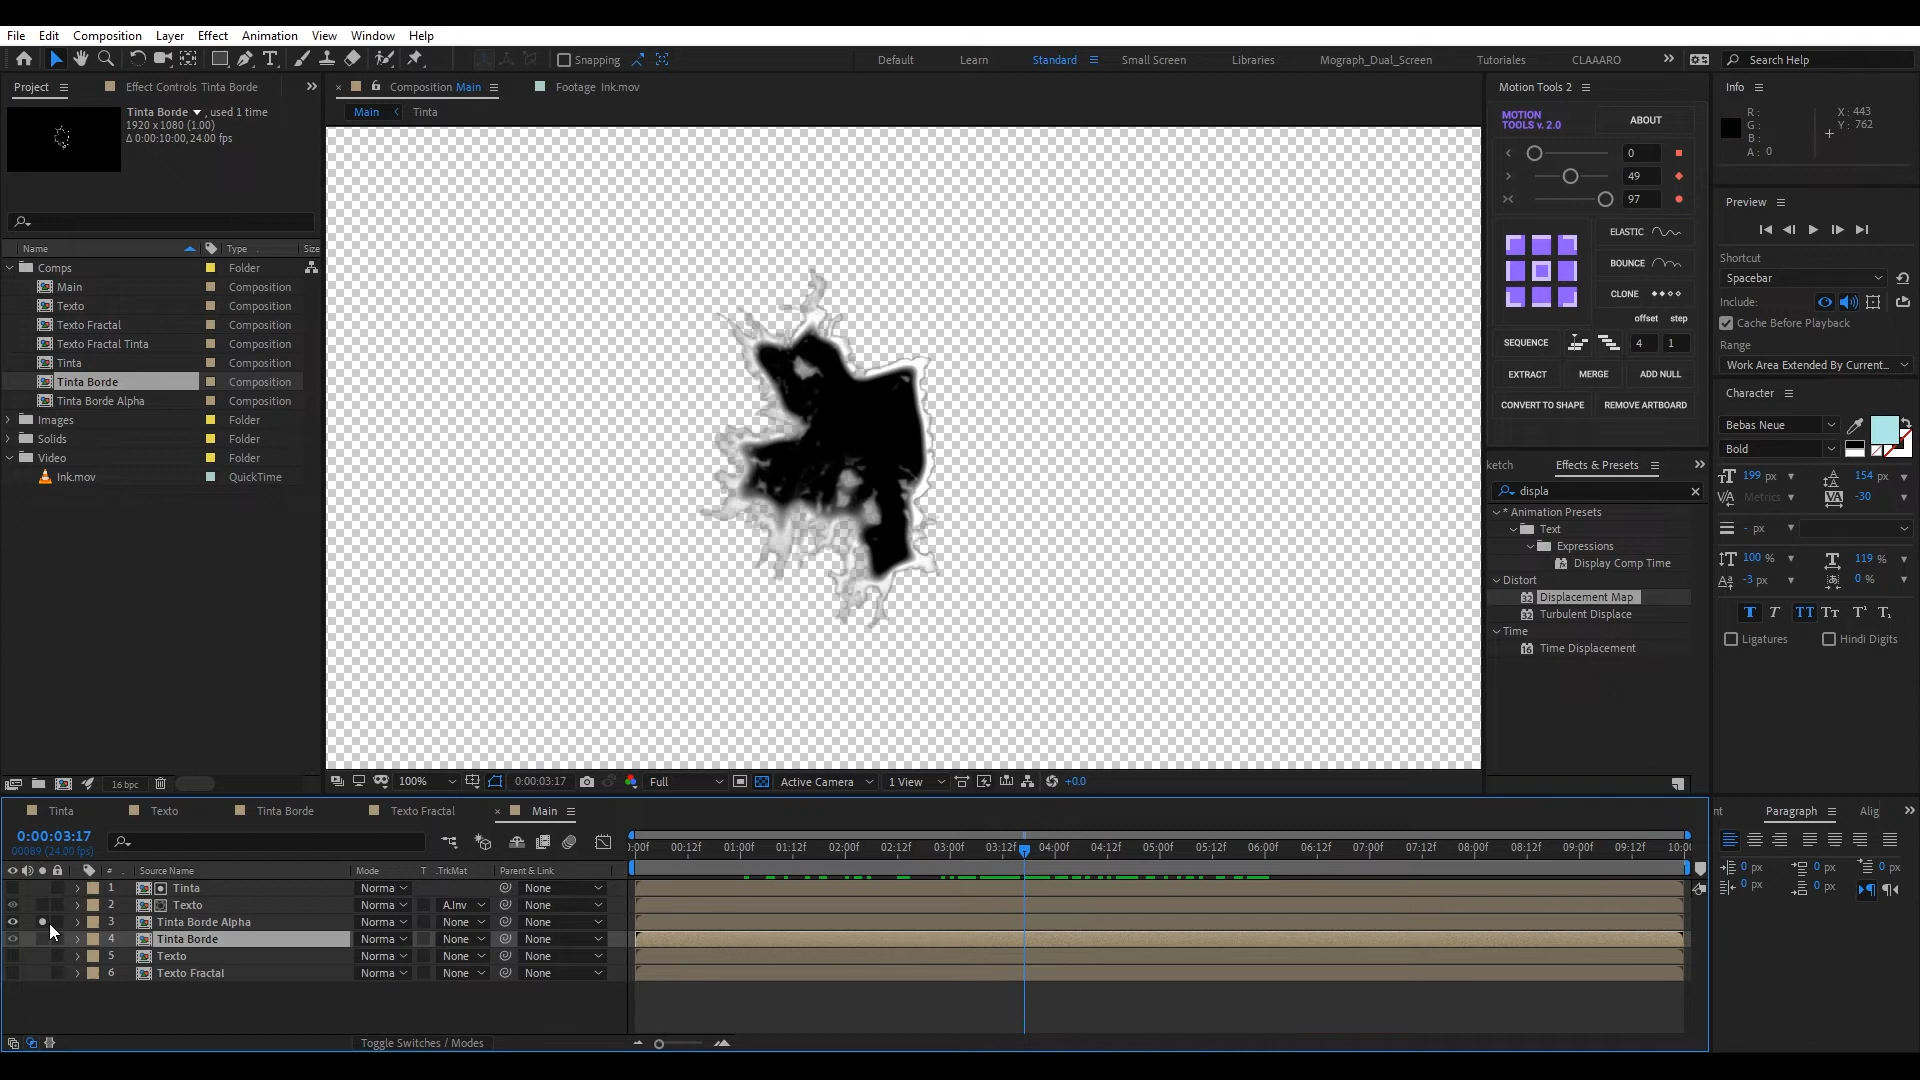 File Edit Composition Layer Effect Animation View Window Help
Snapping Default Learn Standard Small Screen Libraries Mograph_Dual_Screen Tutoriales CLAAARO Search Help
Project Effect Controls Tinta Borde
Composition Main Footage Ink.mov
Main Tinta
Tinta Borde , used 1 time
1920 x 1080 (1.00)
Δ 0:00:10:00, 24.00 fps
Name Type Size
Comps Folder
Main Composition
Texto Composition
Texto Fractal Composition
Texto Fractal Tinta Composition
Tinta Composition
Tinta Borde Composition
Tinta Borde Alpha Composition
Images Folder
Solids Folder
Video Folder
Ink.mov QuickTime
16 bpc
100% 0:00:03:17 Full Active Camera 1 View +0.0
Motion Tools 2
MOTION
TOOLS v. 2.0
ABOUT
0
49
97
ELASTIC
BOUNCE
CLONE
offset step
SEQUENCE 4 1
EXTRACT MERGE ADD NULL
CONVERT TO SHAPE REMOVE ARTBOARD
ketch Effects & Presets
displa
* Animation Presets
Text
Expressions
Display Comp Time
Distort
32 Displacement Map
32 Turbulent Displace
Time
16 Time Displacement
Info
R :
G :
B :
A : 0
X : 443
Y : 762
Preview
Shortcut
Spacebar
Include:
Cache Before Playback
Range
Work Area Extended By Current...
Character
Bebas Neue
Bold
199 px 154 px
Metrics -30
- px
100 % 119 %
-3 px 0 %
T T TT Tt T¹ T₁
Ligatures Hindi Digits
Tinta Texto Tinta Borde Texto Fractal Main
0:00:03:17
00089 (24.00 fps)
# Source Name Mode T .TrkMat Parent & Link
:00f 00:12f 01:00f 01:12f 02:00f 02:12f 03:00f 03:12f 04:00f 04:12f 05:00f 05:12f 06:00f 06:12f 07:00f 07:12f 08:00f 08:12f 09:00f 09:12f 10:00
1 Tinta Norma None
2 Texto Norma A.Inv None
3 Tinta Borde Alpha Norma None None
4 Tinta Borde Norma None None
5 Texto Norma None None
6 Texto Fractal Norma None None
Toggle Switches / Modes
nt Paragraph Alig
0 px 0 px 0 px
0 px 0 px